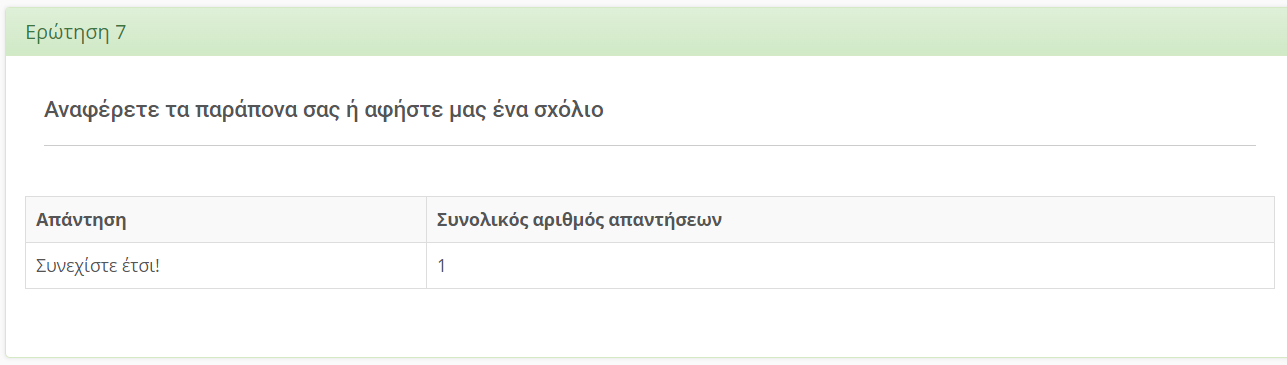 Ερώτηση 7
Αναφέρετε τα παράπονα σας ή αφήστε μας ένα σχόλιο
Απάντηση Συνολικός αριθμός απαντήσεων
Συνεχίστε έτσι! 1